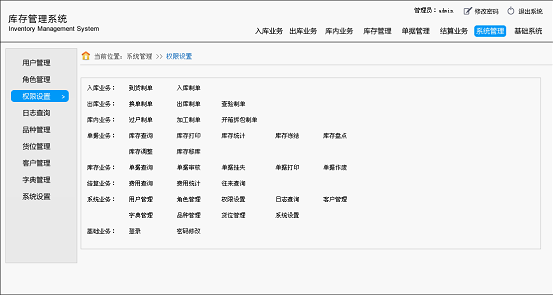 库存管理系统
Inventory Management System
管理员：admin 修改密码 退出系统
入库业务 出库业务 库内业务 库存管理 单据管理 结算业务 系统管理 基础系统
当前位置：系统管理 >> 权限设置
用户管理
角色管理
权限设置 >
日志查询
品种管理
货位管理
客户管理
字典管理
系统设置
入库业务： 到货制单 入库制单
出库业务： 换单制单 出库制单 查验制单
库内业务： 过户制单 加工制单 开箱拆包制单
单据业务： 库存查询 库存打印 库存统计 库存冻结 库存盘点
库存调整 库存移库
库存业务： 单据查询 单据审核 单据挂失 单据打印 单据作废
结算业务： 费用查询 费用统计 往来查询
系统业务： 用户管理 角色管理 权限设置 日志查询 客户管理
字典管理 品种管理 货位管理 系统设置
基础业务： 登录 密码修改